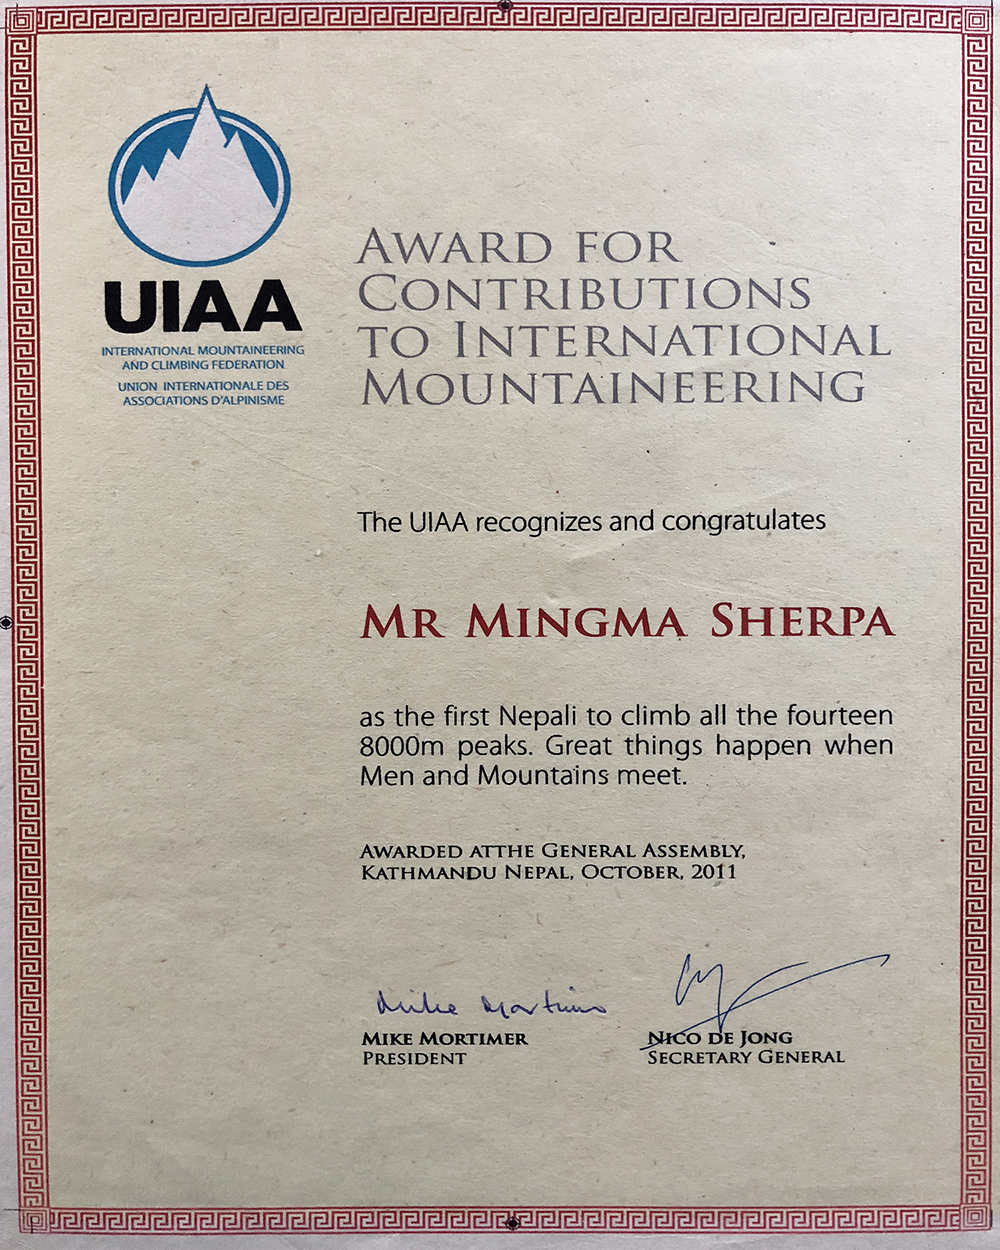 UIAA
INTERNATIONAL MOUNTAINEERING
AND CLIMBING FEDERATION
UNION INTERNATIONALE DES
ASSOCIATIONS D'ALPINISME
AWARD FOR
CONTRIBUTIONS
TO INTERNATIONAL
MOUNTAINEERING
The UIAA recognizes and congratulates
MR MINGMA SHERPA
as the first Nepali to climb all the fourteen
8000m peaks. Great things happen when
Men and Mountains meet.
AWARDED ATTHE GENERAL ASSEMBLY,
KATHMANDU NEPAL, OCTOBER, 2011
Mike Mortimer
MIKE MORTIMER
PRESIDENT
NICO DE JONG
SECRETARY GENERAL